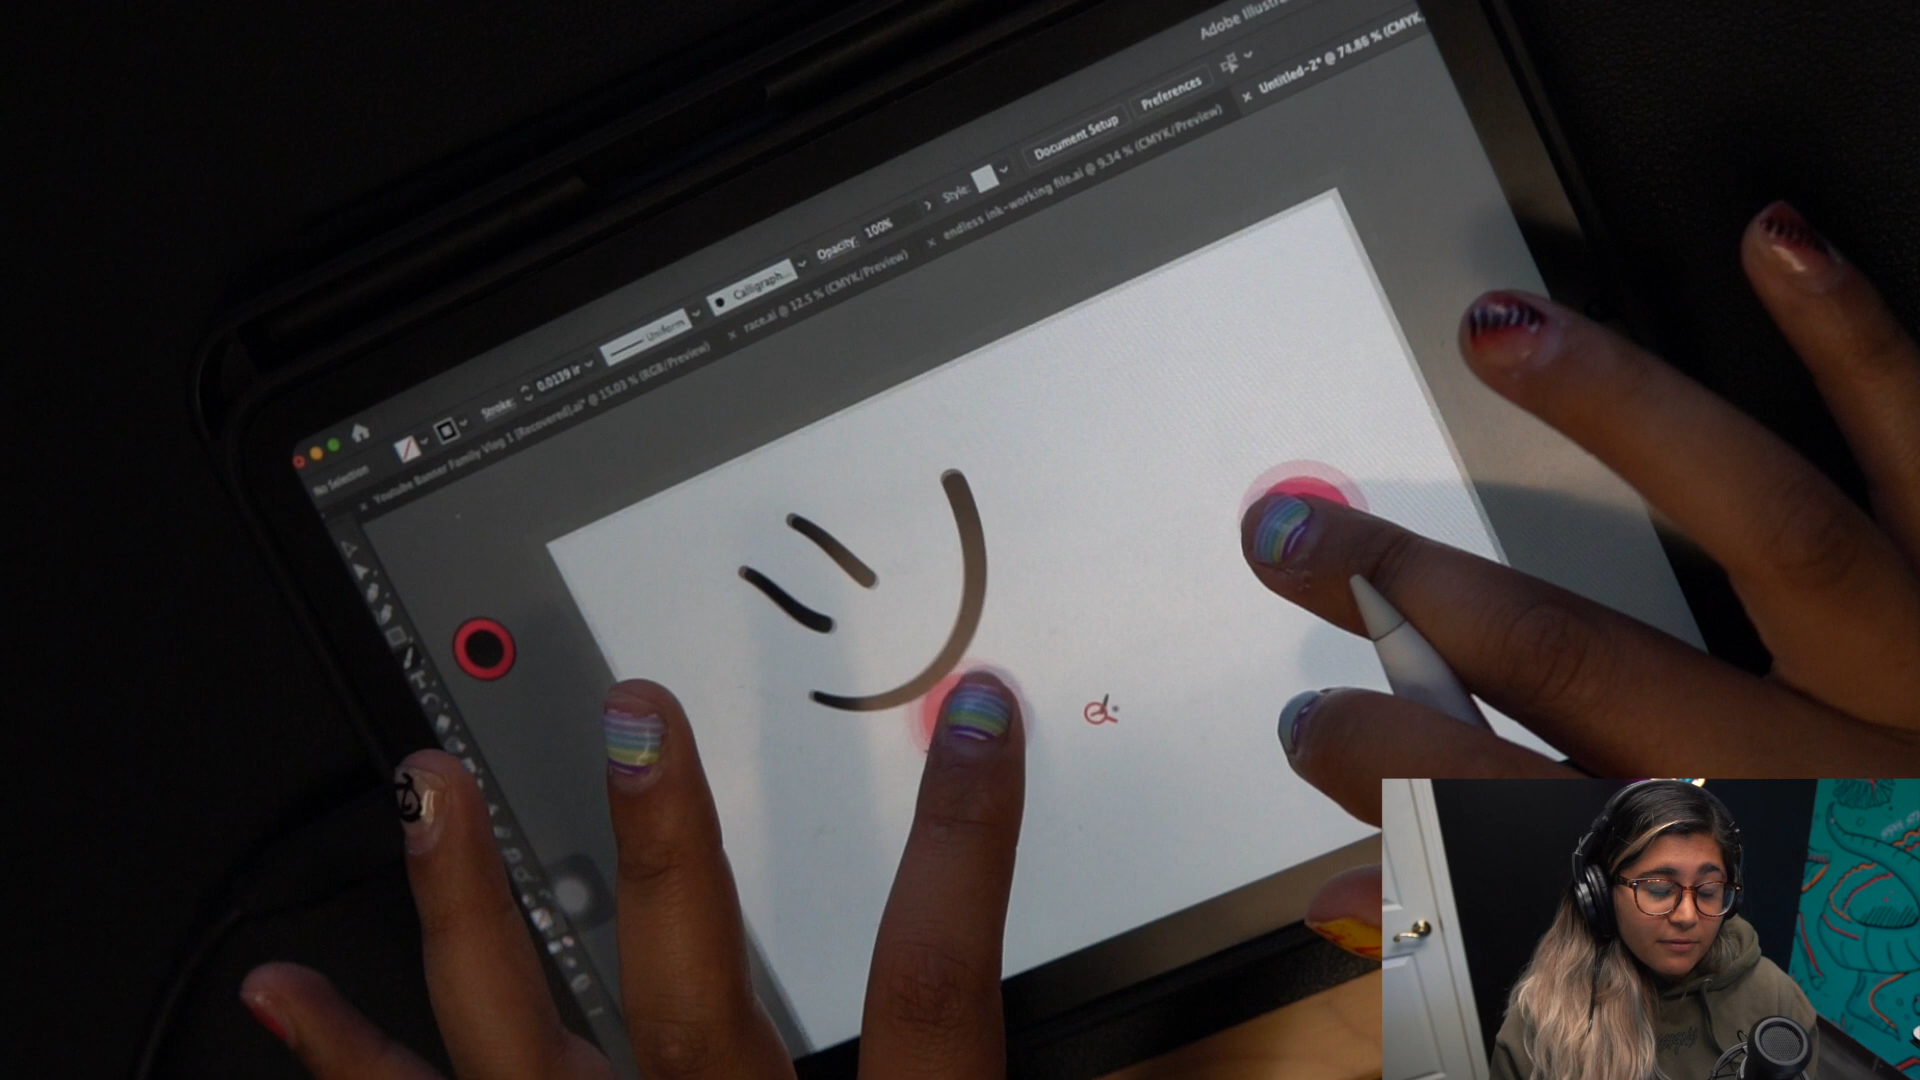 Adobe Illustra
Document Setup Preferences
No Selection Stroke: 0.0139 in Uniform Calligraph... Opacity: 100% Style:
× Youtube Banner Family Vlog 1 [Recovered].ai* @ 15.03 % (RGB/Preview) × race.ai @ 12.5 % (CMYK/Preview) × endless ink-working file.ai @ 9.34 % (CMYK/Preview) × Untitled-2* @ 74.86 % (CMYK